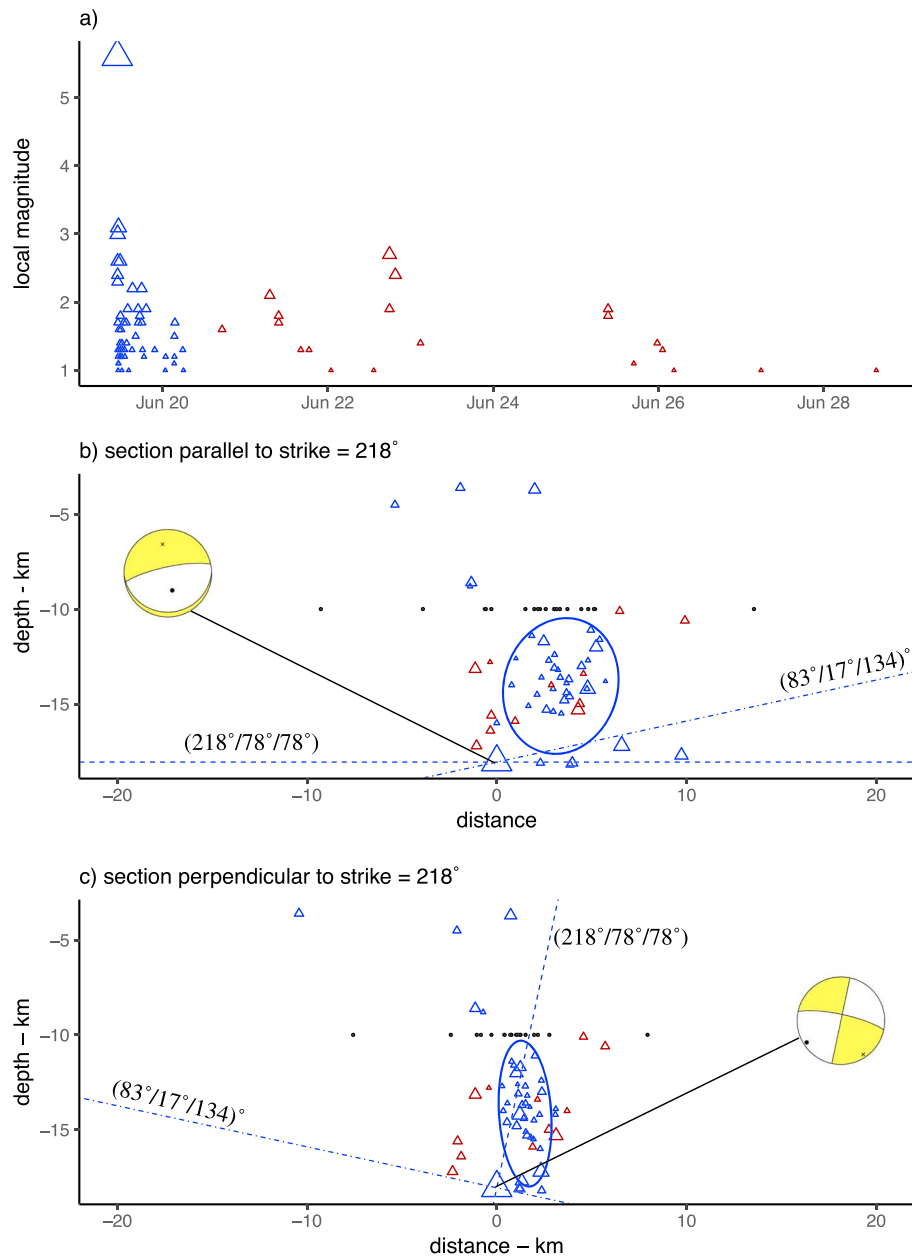 a)
local magnitude
5
4
3
2
1
Jun 20
Jun 22
Jun 24
Jun 26
Jun 28
b) section parallel to strike = 218°
depth - km
−5
−10
−15
(83°/17°/134)°
(218°/78°/78°)
−20
−10
0
10
20
distance
c) section perpendicular to strike = 218°
depth − km
−5
−10
−15
(218°/78°/78°)
(83°/17°/134)°
−20
−10
0
10
20
distance − km